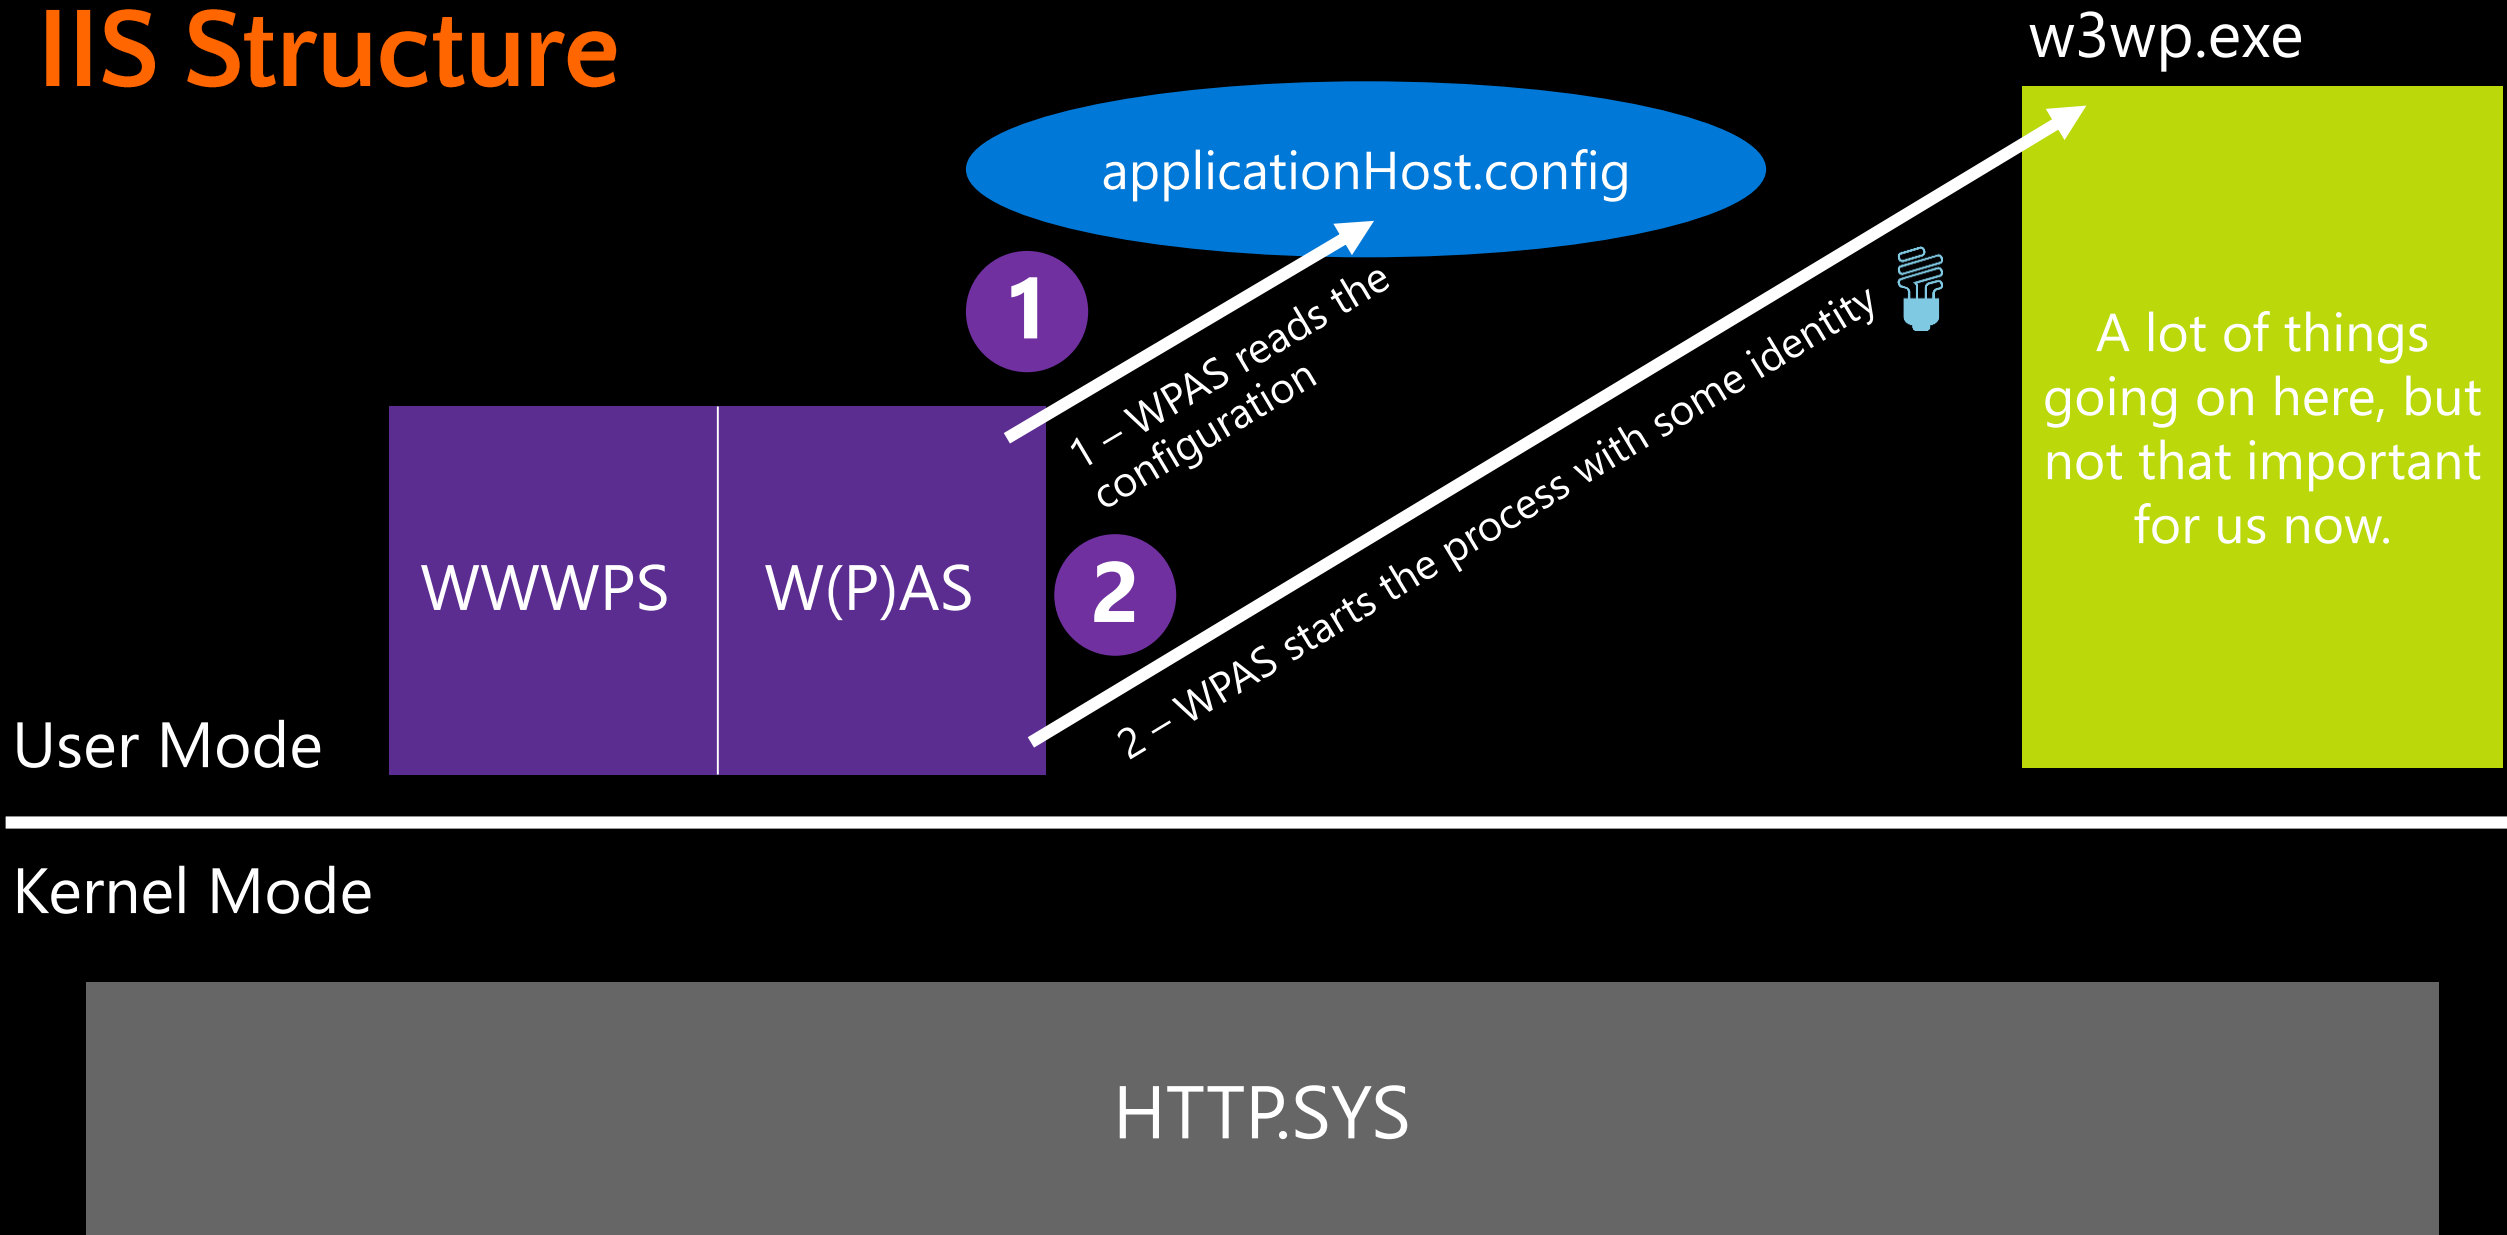 IIS Structure
w3wp.exe
applicationHost.config
1
1 – WPAS reads the
configuration
A lot of things
going on here, but
not that important
for us now.
WWWPS
W(P)AS
2
2 – WPAS starts the process with some identity
User Mode
Kernel Mode
HTTP.SYS